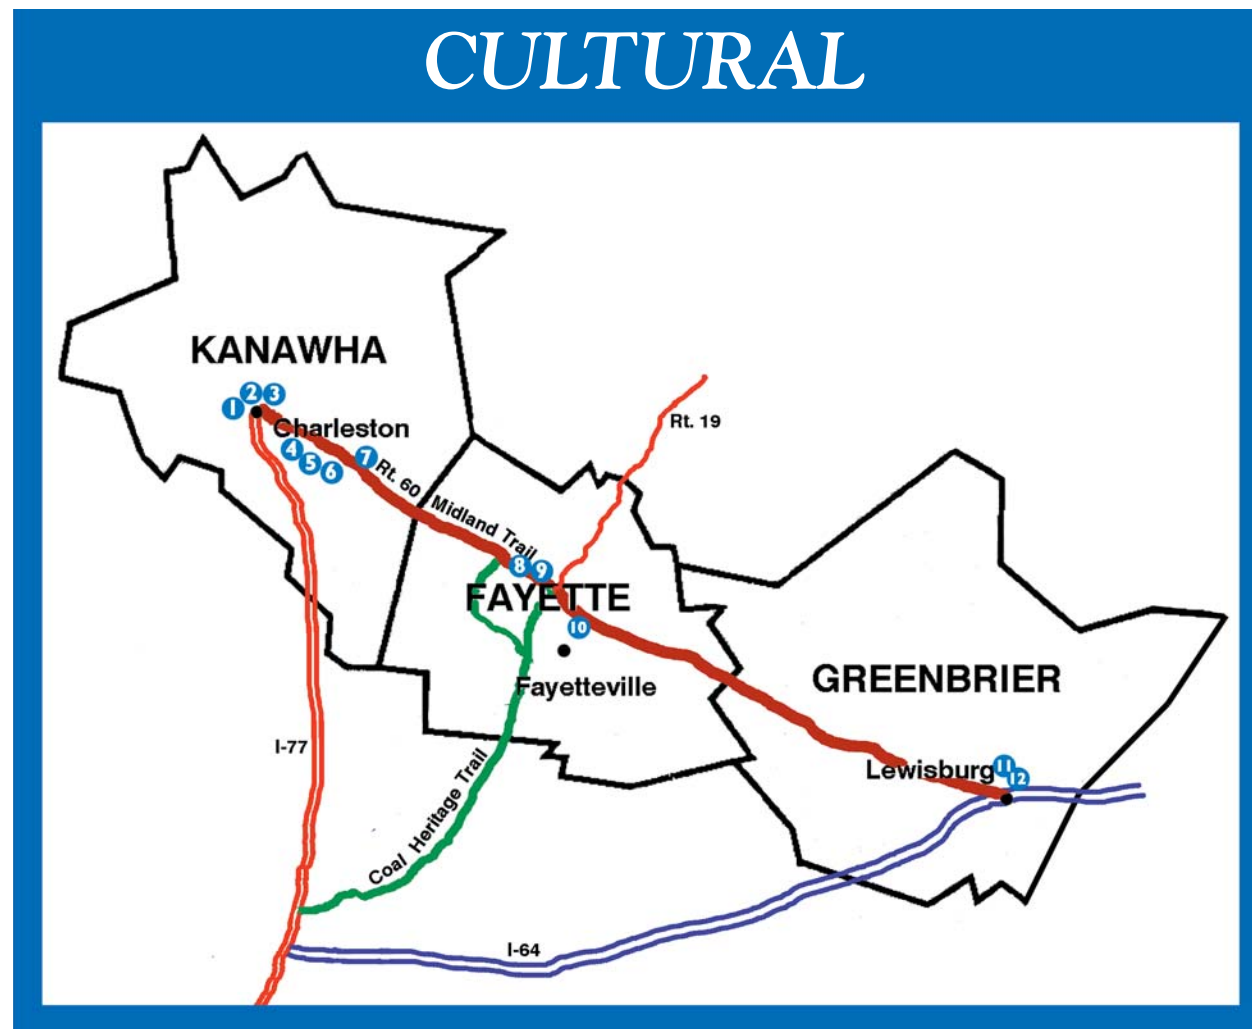 CULTURAL
KANAWHA
2 3
1
Charleston
4
5
6
7
Rt. 60 Midland Trail
Rt. 19
8 9
FAYETTE
10
Fayetteville
GREENBRIER
Lewisburg
11
12
I-77
Coal Heritage Trail
I-64